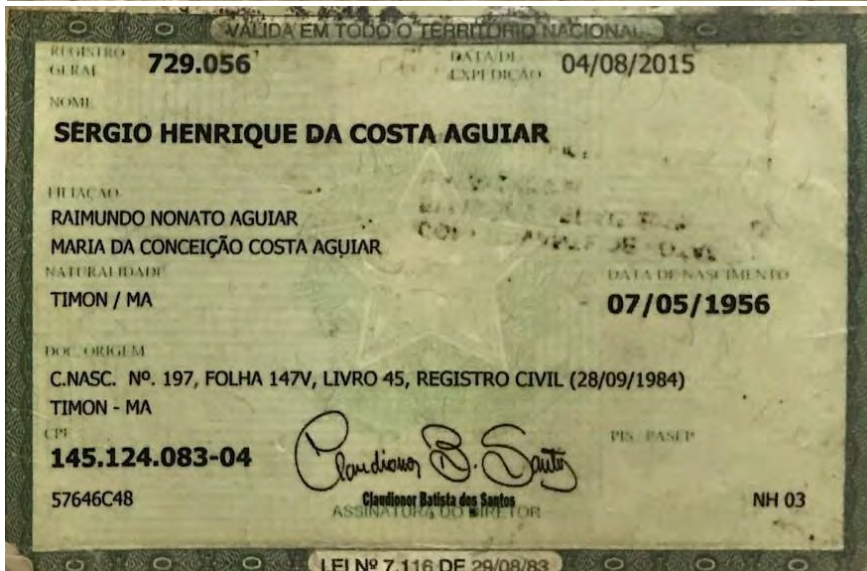 VÁLIDA EM TODO O TERRITÓRIO NACIONAL
REGISTRO GERAL 729.056 DATA DE EXPEDIÇÃO 04/08/2015
NOME
SERGIO HENRIQUE DA COSTA AGUIAR
FILIAÇÃO
RAIMUNDO NONATO AGUIAR
MARIA DA CONCEIÇÃO COSTA AGUIAR
NATURALIDADE DATA DE NASCIMENTO
TIMON / MA 07/05/1956
DOC. ORIGEM
C.NASC. Nº. 197, FOLHA 147V, LIVRO 45, REGISTRO CIVIL (28/09/1984)
TIMON - MA
CPF PIS / PASEP
145.124.083-04 Claudionor B. Santos
57646C48 Claudionor Batista dos Santos NH 03
ASSINATURA DO DIRETOR
LEI Nº 7.116 DE 29/08/83